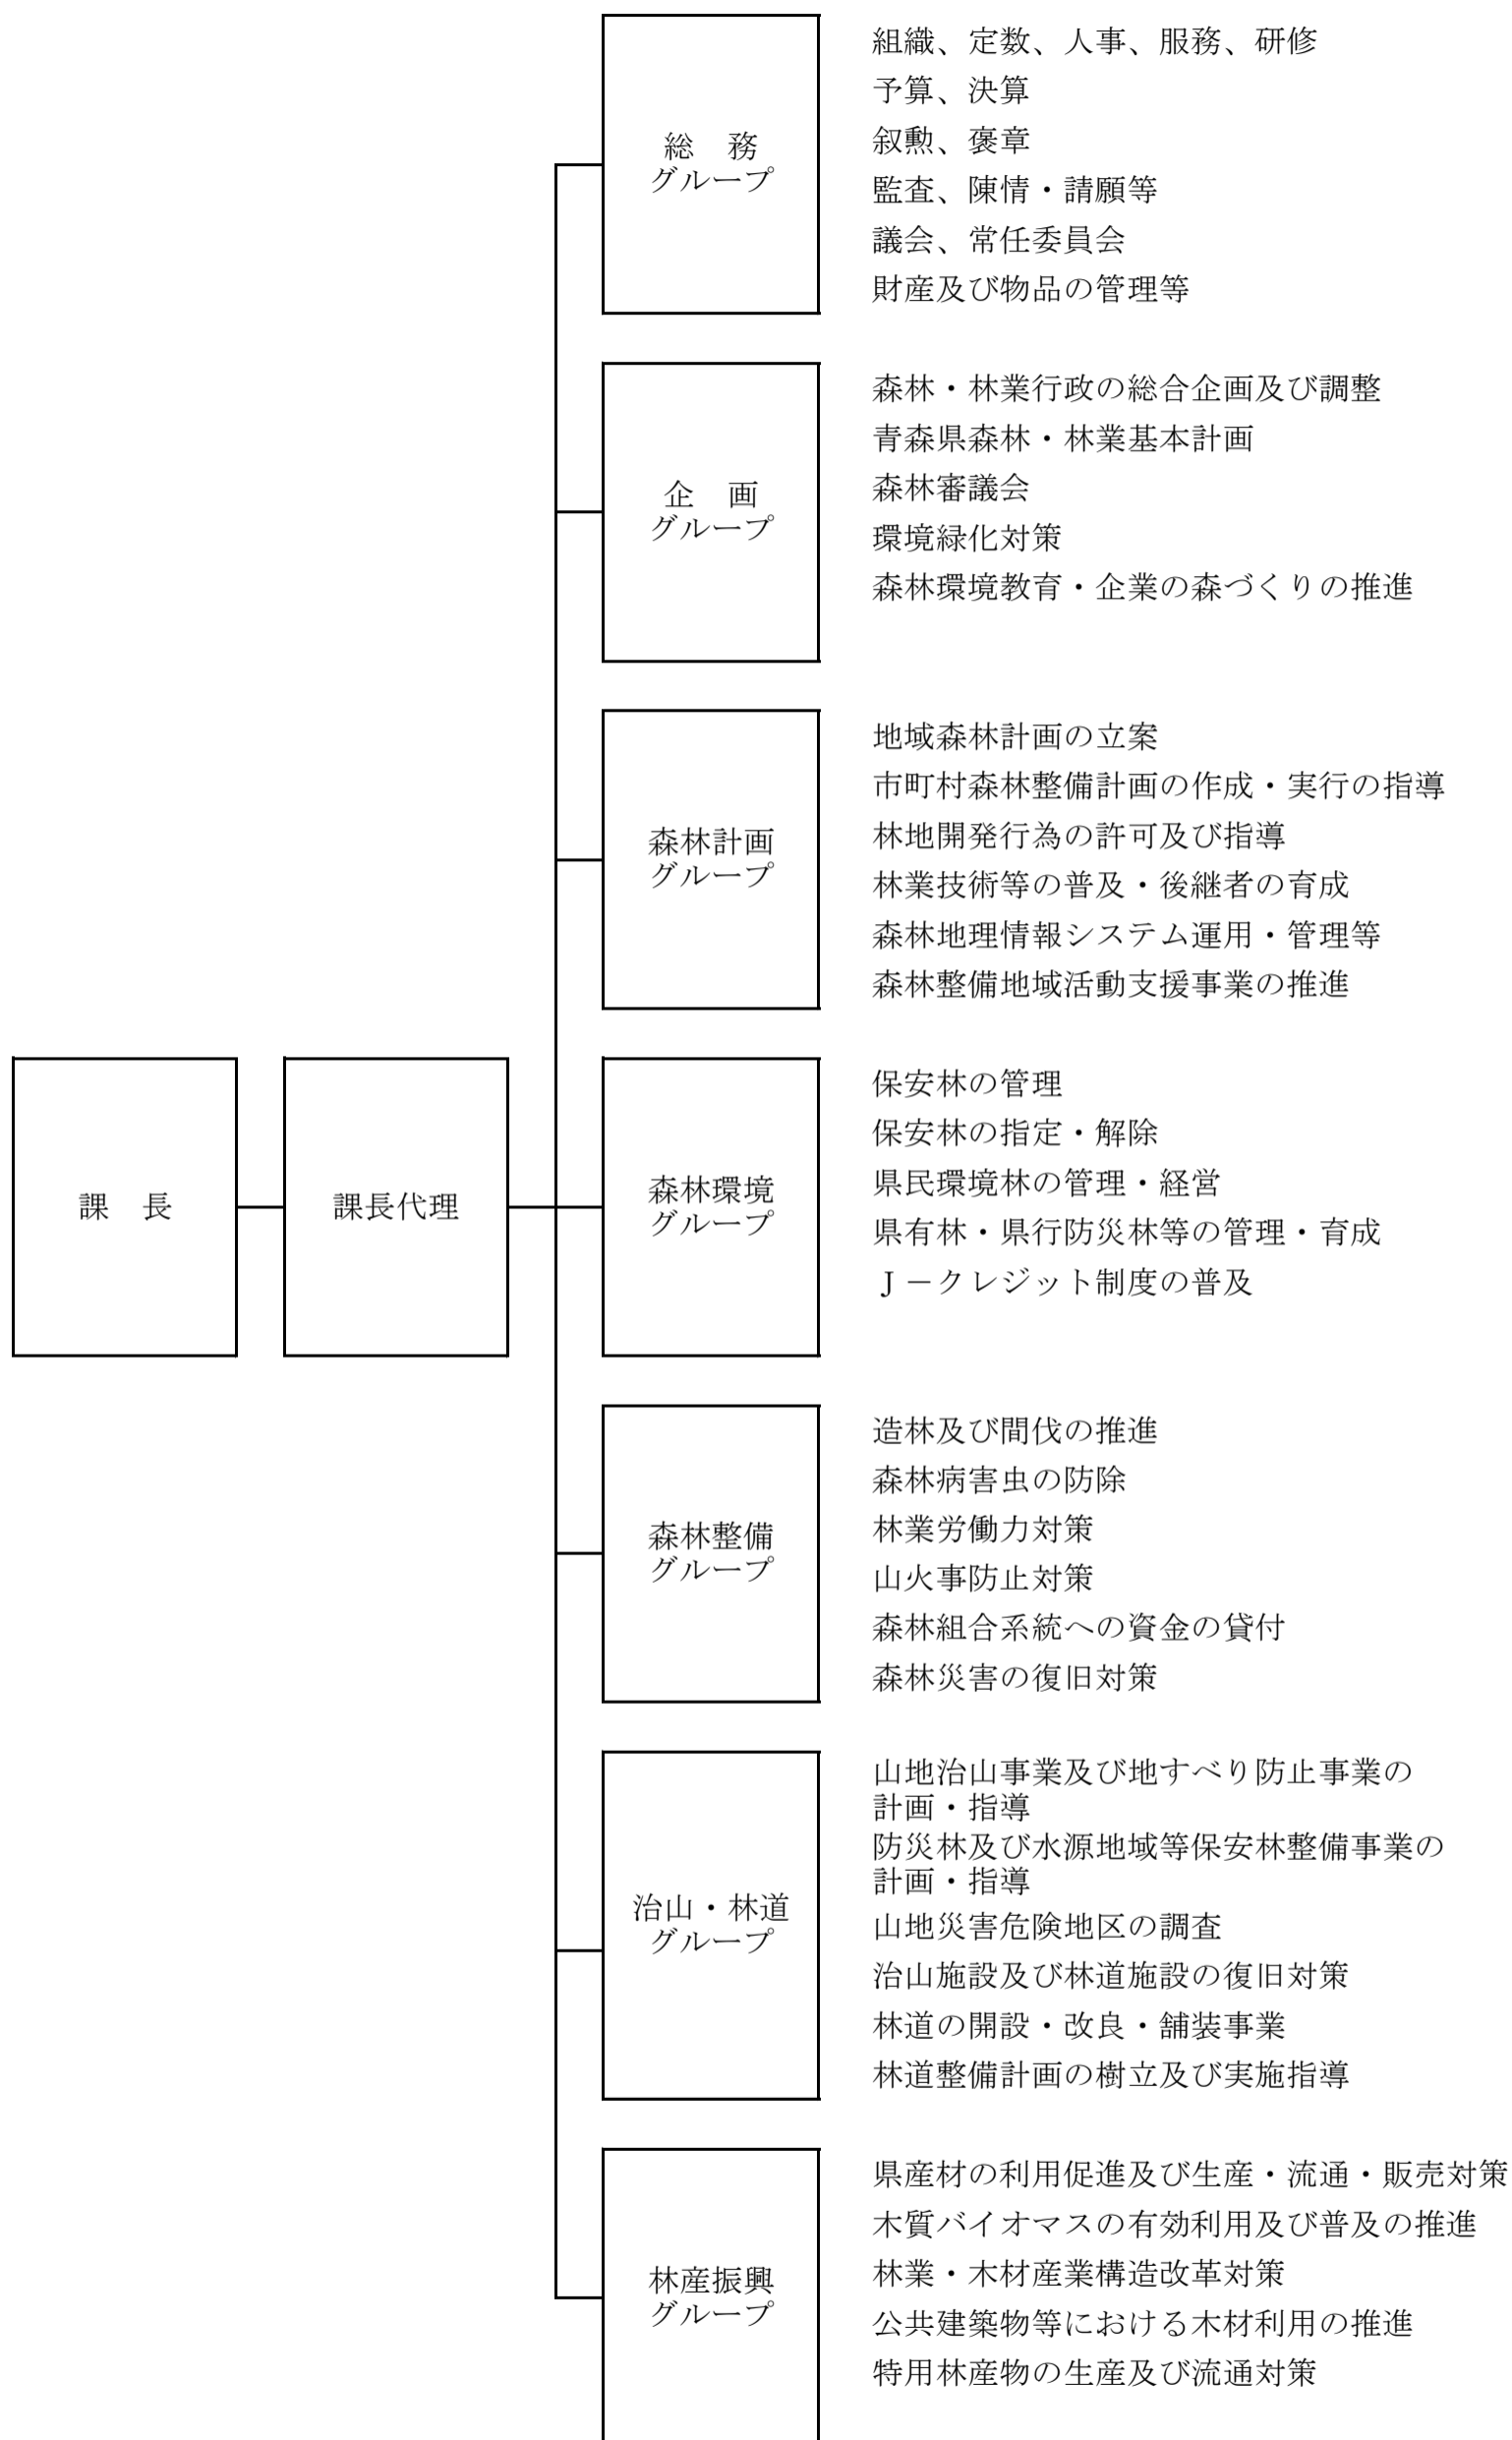 総　務
グループ
組織、定数、人事、服務、研修
予算、決算
叙勲、褒章
監査、陳情・請願等
議会、常任委員会
財産及び物品の管理等
企　画
グループ
森林・林業行政の総合企画及び調整
青森県森林・林業基本計画
森林審議会
環境緑化対策
森林環境教育・企業の森づくりの推進
森林計画
グループ
地域森林計画の立案
市町村森林整備計画の作成・実行の指導
林地開発行為の許可及び指導
林業技術等の普及・後継者の育成
森林地理情報システム運用・管理等
森林整備地域活動支援事業の推進
課　長
課長代理
森林環境
グループ
保安林の管理
保安林の指定・解除
県民環境林の管理・経営
県有林・県行防災林等の管理・育成
Ｊ－クレジット制度の普及
森林整備
グループ
造林及び間伐の推進
森林病害虫の防除
林業労働力対策
山火事防止対策
森林組合系統への資金の貸付
森林災害の復旧対策
治山・林道
グループ
山地治山事業及び地すべり防止事業の
計画・指導
防災林及び水源地域等保安林整備事業の
計画・指導
山地災害危険地区の調査
治山施設及び林道施設の復旧対策
林道の開設・改良・舗装事業
林道整備計画の樹立及び実施指導
林産振興
グループ
県産材の利用促進及び生産・流通・販売対策
木質バイオマスの有効利用及び普及の推進
林業・木材産業構造改革対策
公共建築物等における木材利用の推進
特用林産物の生産及び流通対策